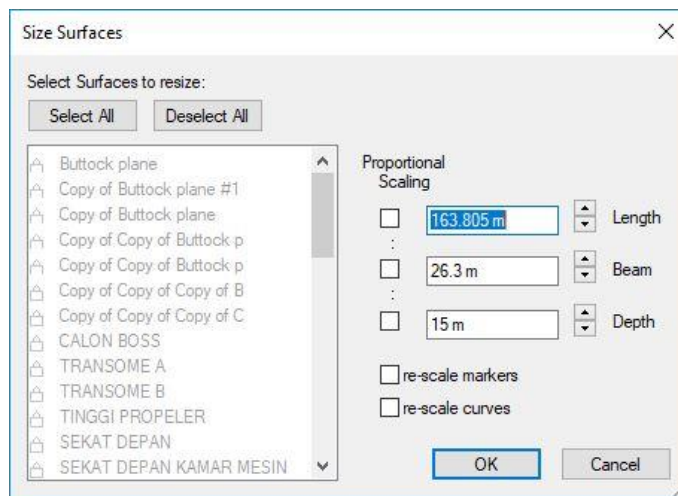 Size Surfaces
Select Surfaces to resize:
Select All
Deselect All
Buttock plane
Copy of Buttock plane #1
Copy of Buttock plane
Copy of Copy of Buttock p
Copy of Copy of Buttock p
Copy of Copy of Copy of B
Copy of Copy of Copy of C
CALON BOSS
TRANSOME A
TRANSOME B
TINGGI PROPELER
SEKAT DEPAN
SEKAT DEPAN KAMAR MESIN
Proportional
Scaling
163.805 m Length
:
26.3 m Beam
:
15 m Depth
re-scale markers
re-scale curves
OK
Cancel